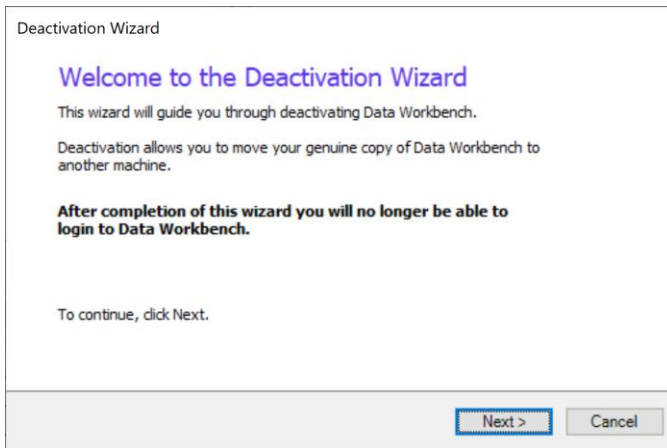 Deactivation Wizard
Welcome to the Deactivation Wizard
This wizard will guide you through deactivating Data Workbench.
Deactivation allows you to move your genuine copy of Data Workbench to
another machine.
After completion of this wizard you will no longer be able to
login to Data Workbench.
To continue, click Next.
Next >
Cancel